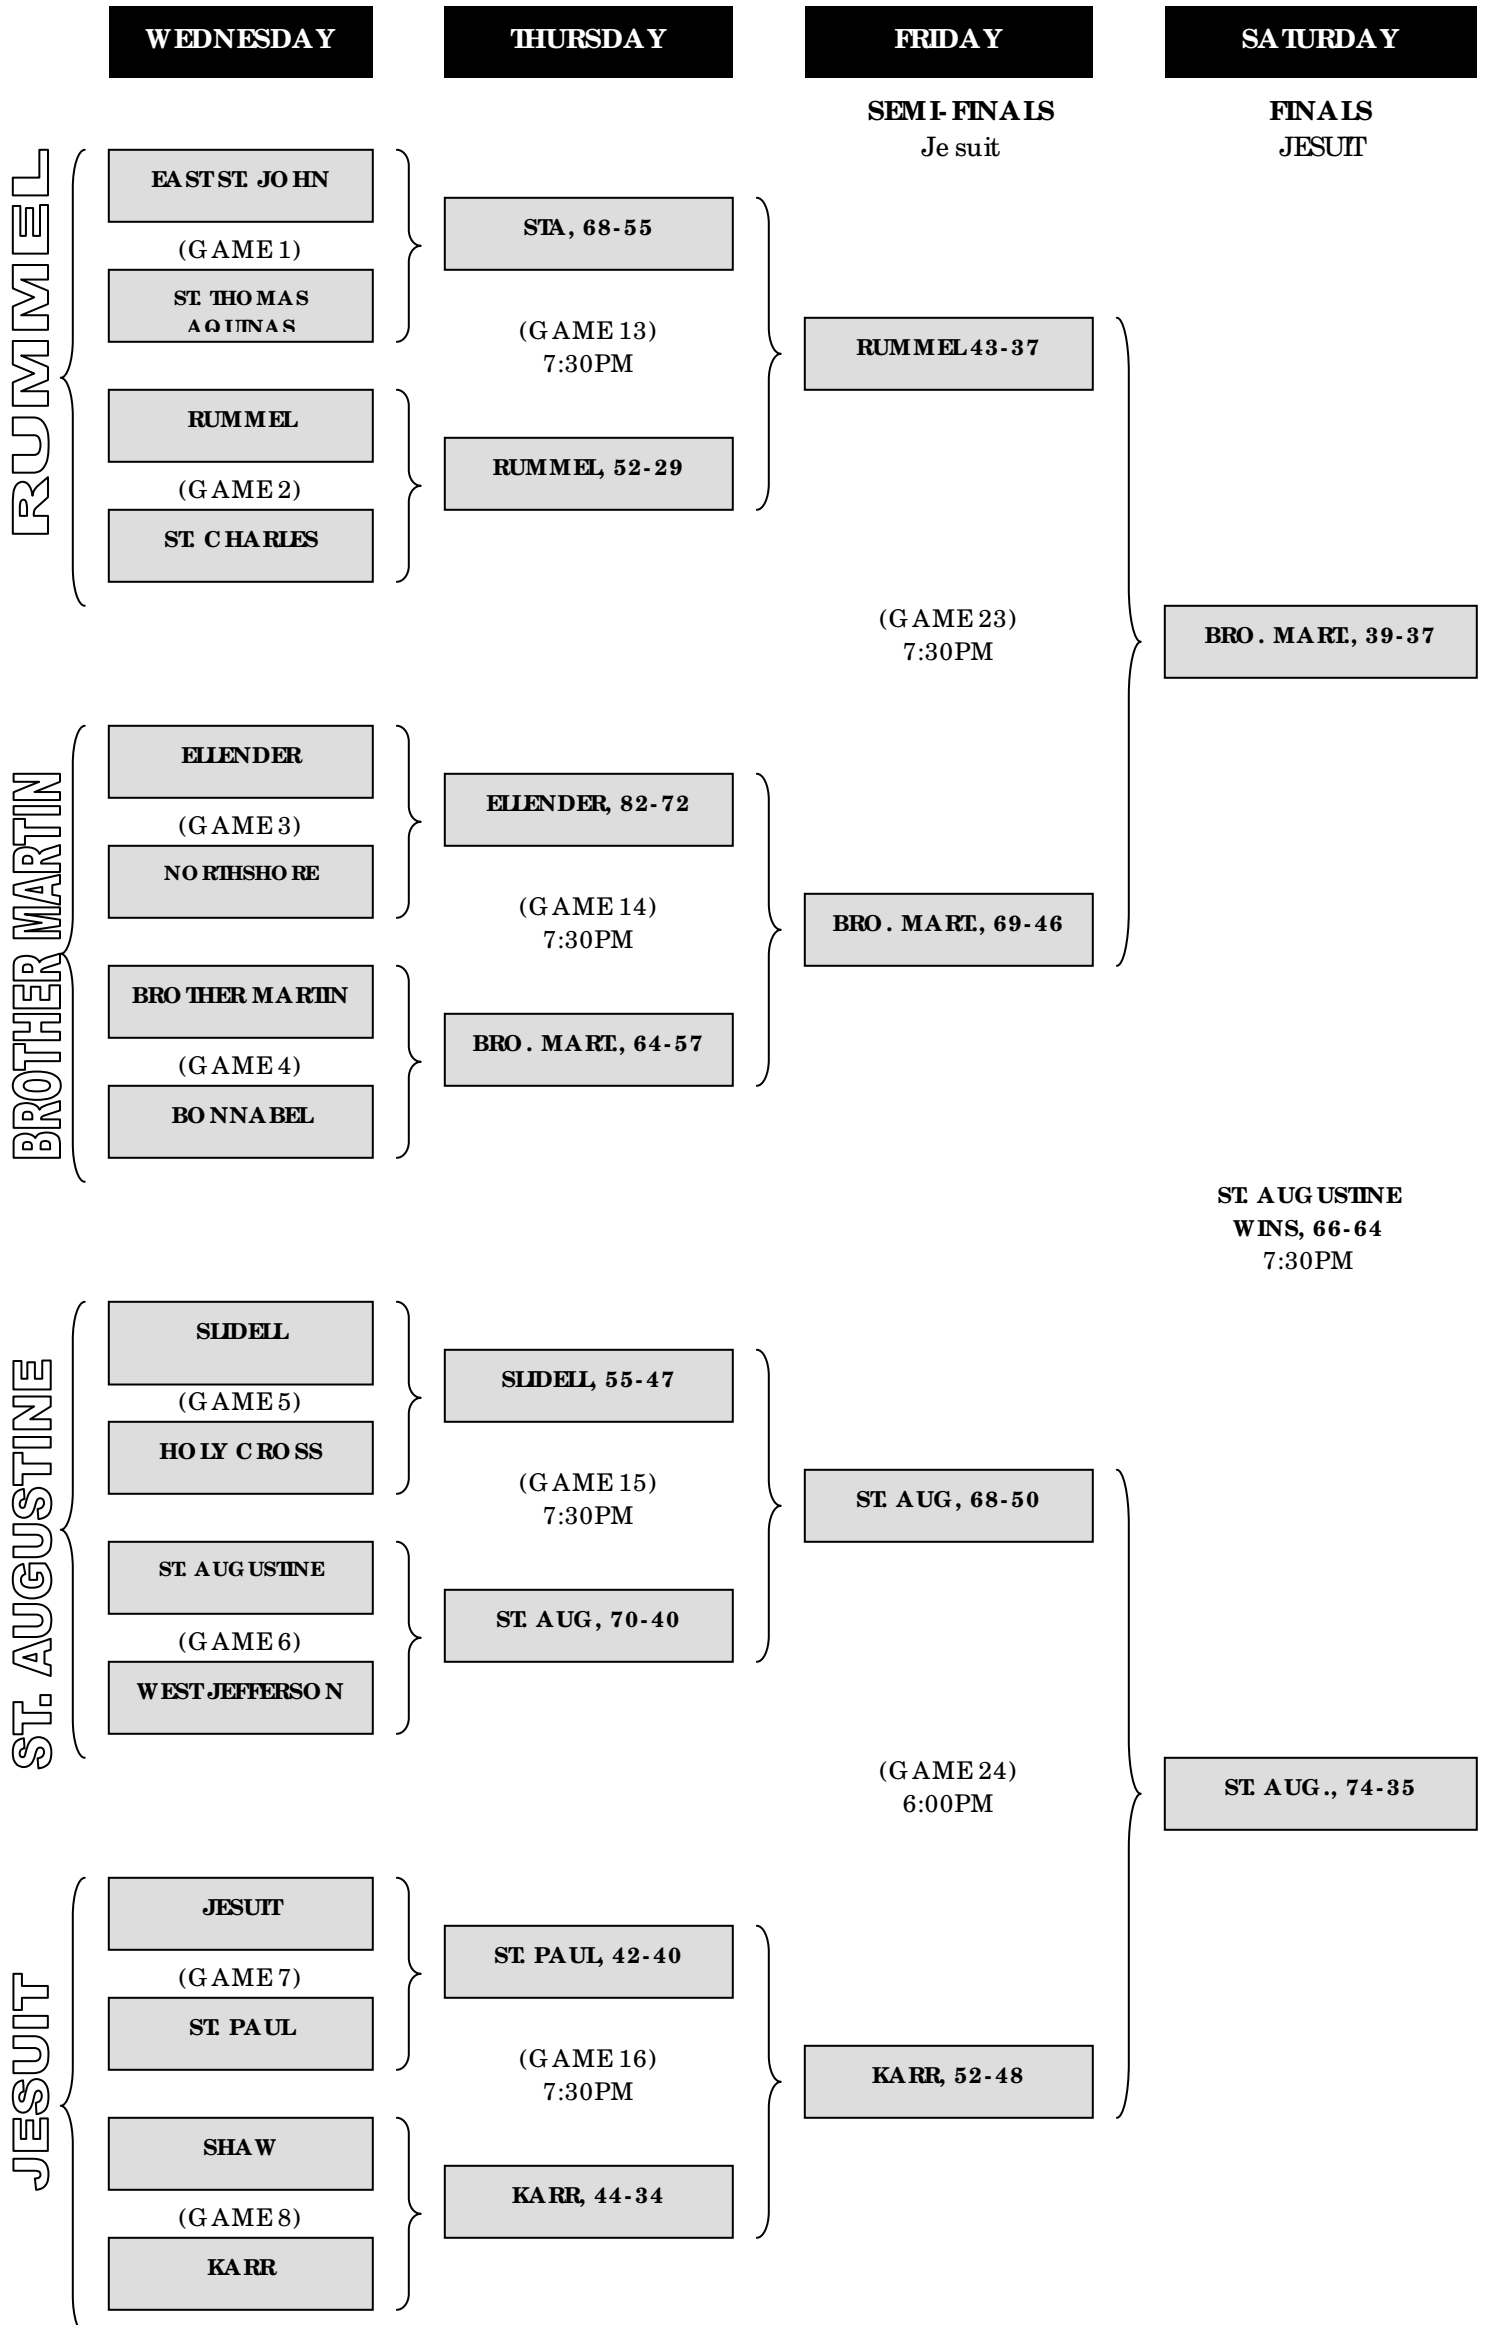 WEDNESDAY
THURSDAY
FRIDAY
SATURDAY
SEMI-FINALS
Jesuit
FINALS
JESUIT
RUMMEL
EAST ST. JOHN
(GAME 1)
ST. THOMAS
AQUINAS
STA, 68-55
(GAME 13)
7:30PM
RUMMEL 43-37
RUMMEL
(GAME 2)
ST. CHARLES
RUMMEL, 52-29
(GAME 23)
7:30PM
BRO. MART., 39-37
BROTHER MARTIN
ELLENDER
(GAME 3)
NORTHSHORE
ELLENDER, 82-72
(GAME 14)
7:30PM
BRO. MART., 69-46
BROTHER MARTIN
(GAME 4)
BONNABEL
BRO. MART., 64-57
ST. AUGUSTINE
WINS, 66-64
7:30PM
ST. AUGUSTINE
SLIDELL
(GAME 5)
HOLY CROSS
SLIDELL, 55-47
(GAME 15)
7:30PM
ST. AUG, 68-50
ST. AUGUSTINE
(GAME 6)
WEST JEFFERSON
ST. AUG, 70-40
(GAME 24)
6:00PM
ST. AUG., 74-35
JESUIT
JESUIT
(GAME 7)
ST. PAUL
ST. PAUL, 42-40
(GAME 16)
7:30PM
KARR, 52-48
SHAW
(GAME 8)
KARR
KARR, 44-34